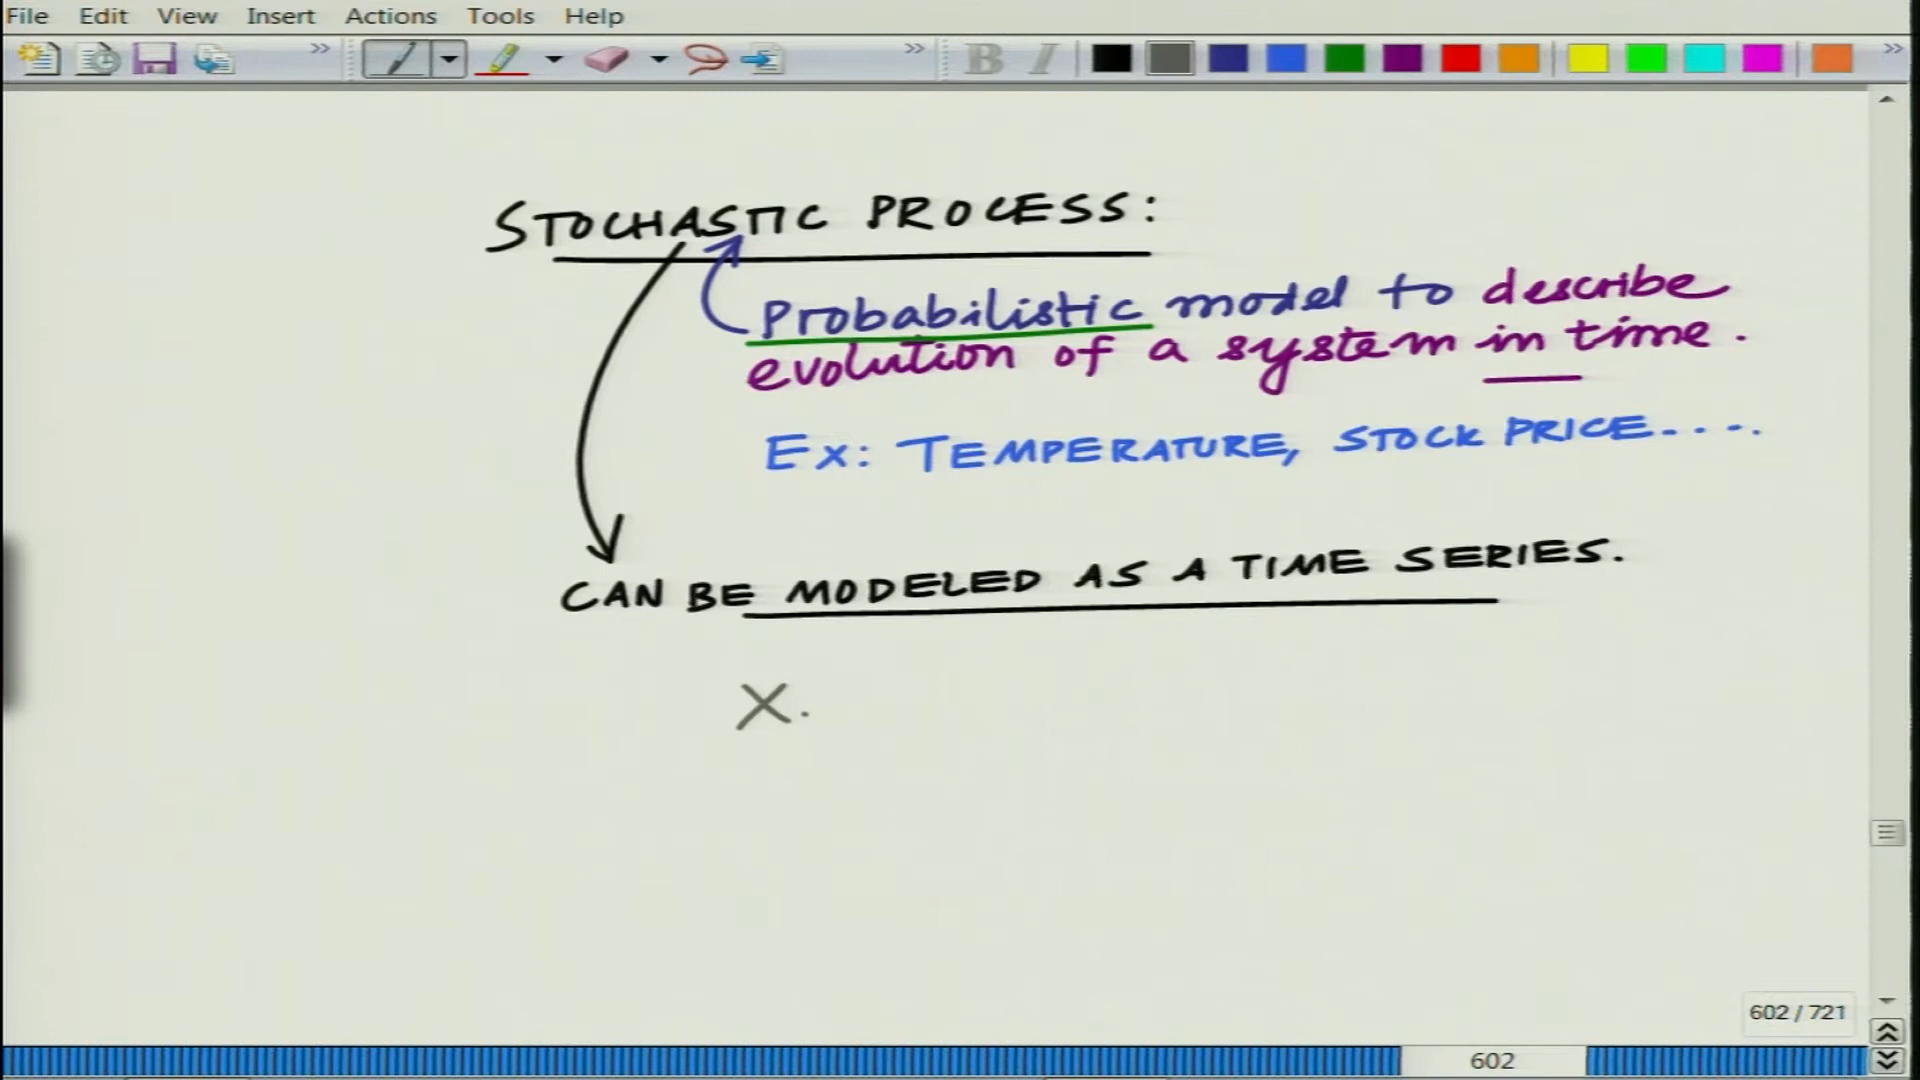 File Edit View Insert Actions Tools Help
B I
STOCHASTIC PROCESS:
Probabilistic model to describe
evolution of a system in time.
Ex: TEMPERATURE, STOCK PRICE.....
CAN BE MODELED AS A TIME SERIES.
X.
602 / 721
602